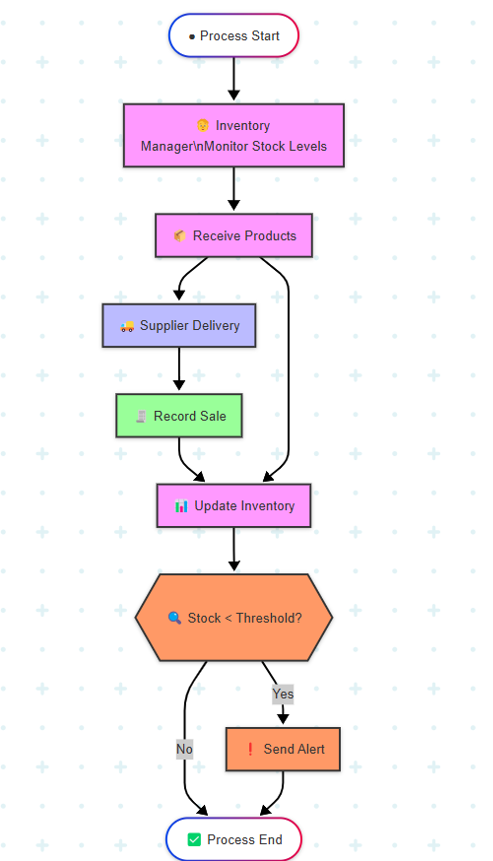 ● Process Start
👨‍💼 Inventory
Manager\nMonitor Stock Levels
📦 Receive Products
🚚 Supplier Delivery
🧾 Record Sale
📊 Update Inventory
🔍 Stock < Threshold?
Yes
No
❗ Send Alert
✅ Process End